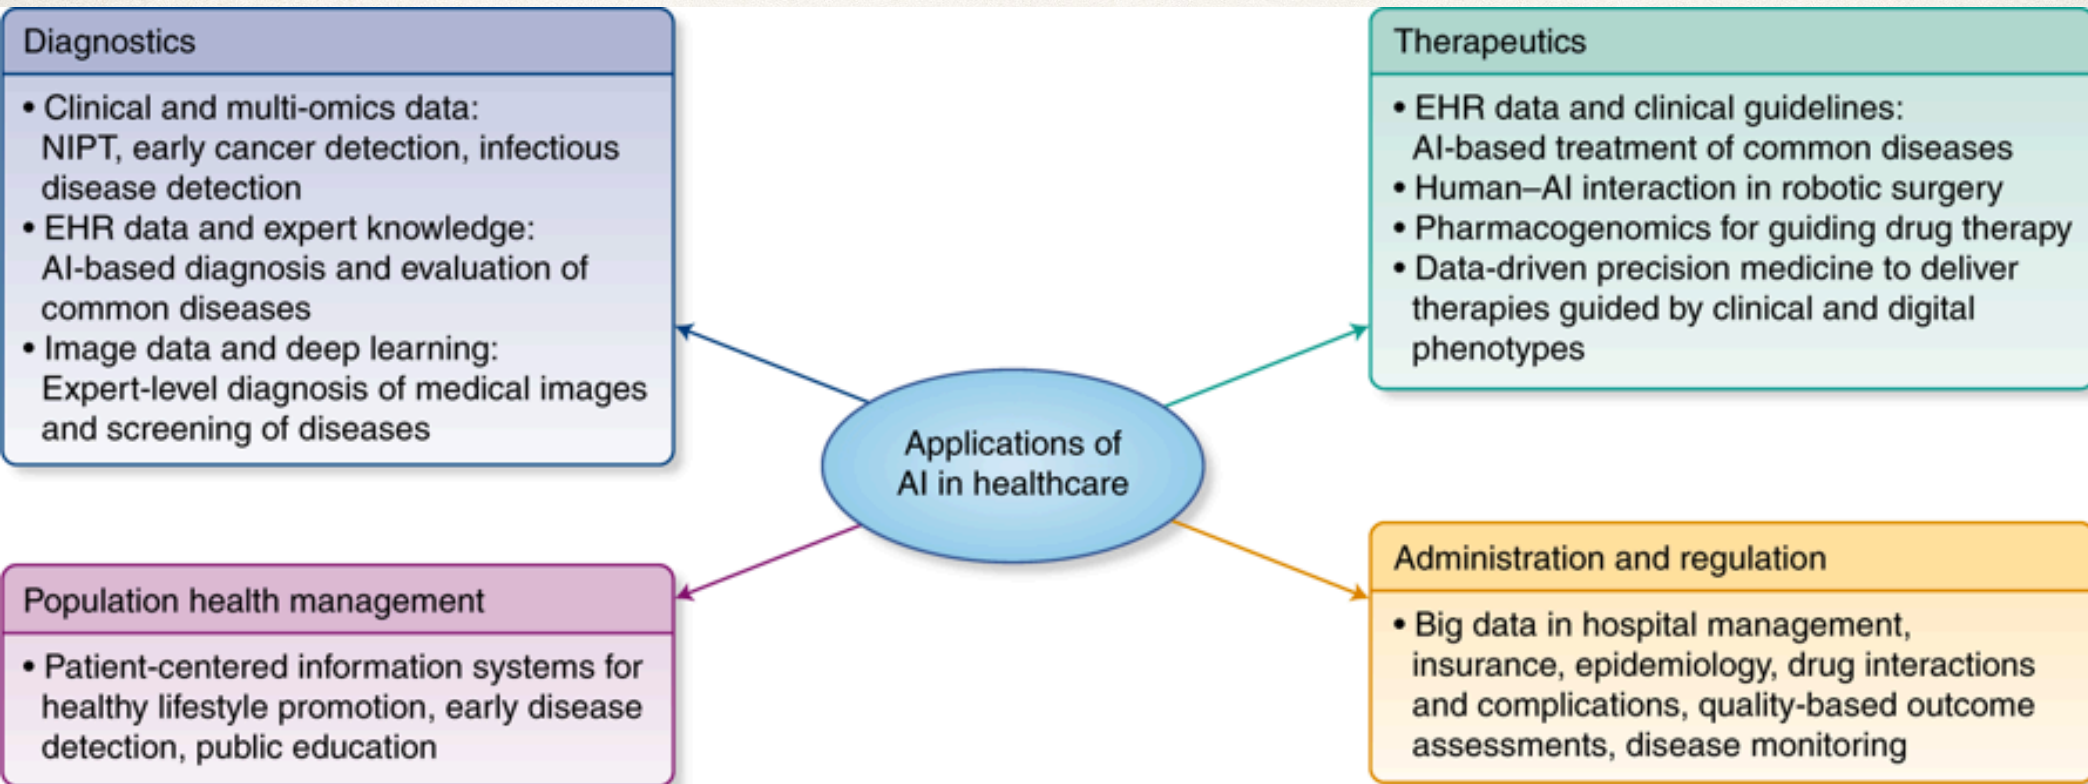 Diagnostics
• Clinical and multi-omics data:
NIPT, early cancer detection, infectious
disease detection
• EHR data and expert knowledge:
AI-based diagnosis and evaluation of
common diseases
• Image data and deep learning:
Expert-level diagnosis of medical images
and screening of diseases
Therapeutics
• EHR data and clinical guidelines:
AI-based treatment of common diseases
• Human–AI interaction in robotic surgery
• Pharmacogenomics for guiding drug therapy
• Data-driven precision medicine to deliver
therapies guided by clinical and digital
phenotypes
Applications of
AI in healthcare
Population health management
• Patient-centered information systems for
healthy lifestyle promotion, early disease
detection, public education
Administration and regulation
• Big data in hospital management,
insurance, epidemiology, drug interactions
and complications, quality-based outcome
assessments, disease monitoring